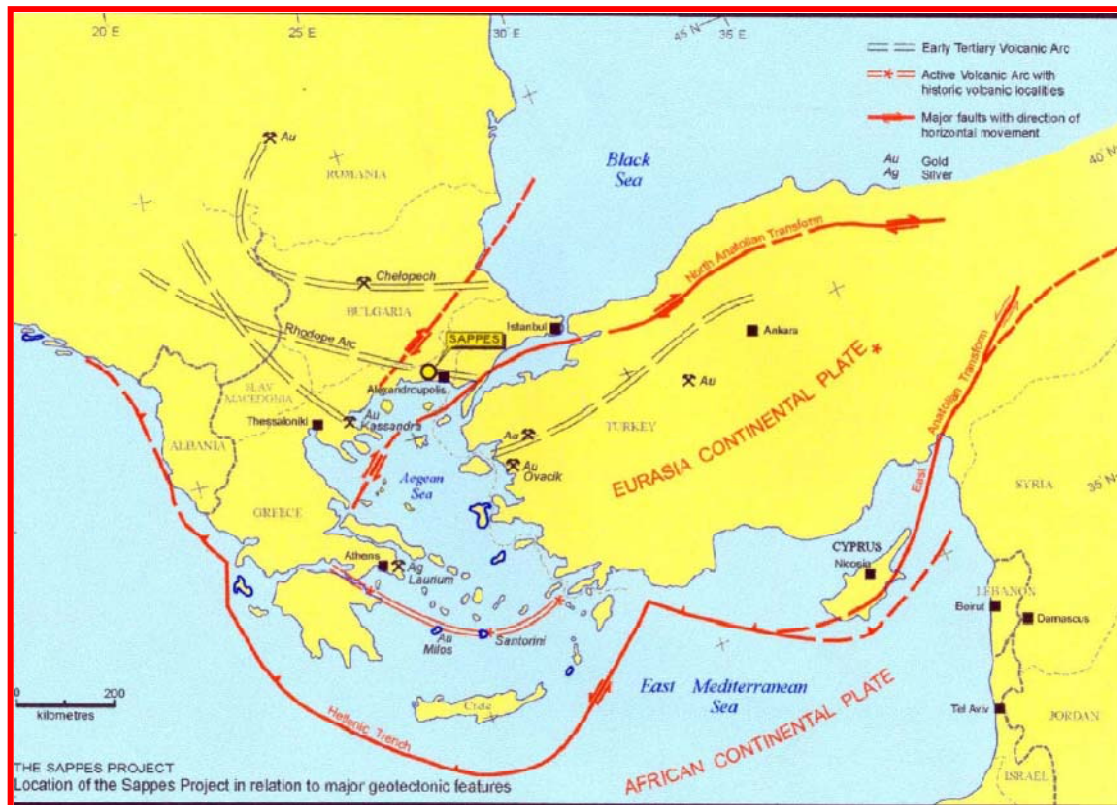 20°E
25°E
30°E
45°N
35°E
Early Tertiary Volcanic Arc
Active Volcanic Arc with
historic volcanic localities
Major faults with direction of
horizontal movement
Au Gold
Ag Silver
40°N
35°N
Black
Sea
ROMANIA
Au
Chelopech
BULGARIA
Rhodope Arc
SAPPES
Istanbul
North Anatolian Transform
Ankara
Alexandroupolis
SLAV
MACEDONIA
Thessaloniki
Au
Kassandra
ALBANIA
Au
Au
Ovacik
Au
TURKEY
EURASIA CONTINENTAL PLATE *
East Anatolian Transform
Aegean
Sea
GREECE
SYRIA
Athens
Ag
Laurium
CYPRUS
Nicosia
LEBANON
Beirut
Damascus
Au
Milos
Santorini
Crete
Hellenic Trench
East Mediterranean
Sea
AFRICAN CONTINENTAL PLATE
Tel Aviv
JORDAN
ISRAEL
0 200
kilometres
THE SAPPES PROJECT
Location of the Sappes Project in relation to major geotectonic features